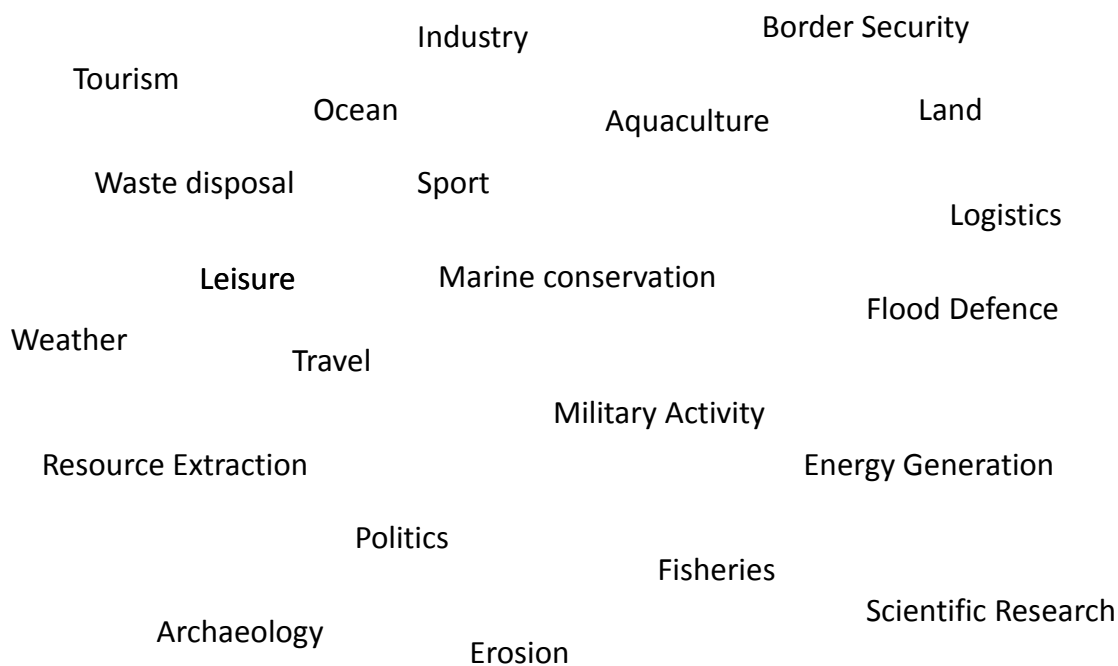 Industry
Border Security
Tourism
Ocean
Aquaculture
Land
Waste disposal
Sport
Logistics
Leisure
Marine conservation
Flood Defence
Weather
Travel
Military Activity
Resource Extraction
Energy Generation
Politics
Fisheries
Scientific Research
Archaeology
Erosion